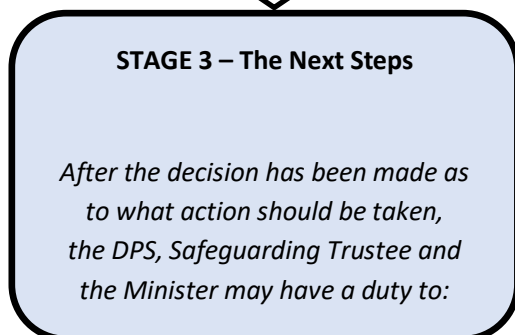 STAGE 3 – The Next Steps
After the decision has been made as
to what action should be taken,
the DPS, Safeguarding Trustee and
the Minister may have a duty to: